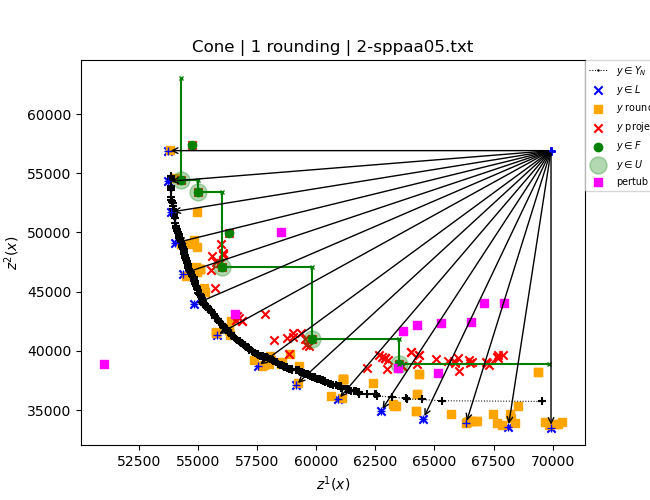 Cone | 1 rounding | 2-sppaa05.txt
y ∈ Y_N
y ∈ L
y roun
y proje
y ∈ F
y ∈ U
pertub
60000
55000
50000
45000
40000
35000
z²(x)
52500 55000 57500 60000 62500 65000 67500 70000
z¹(x)